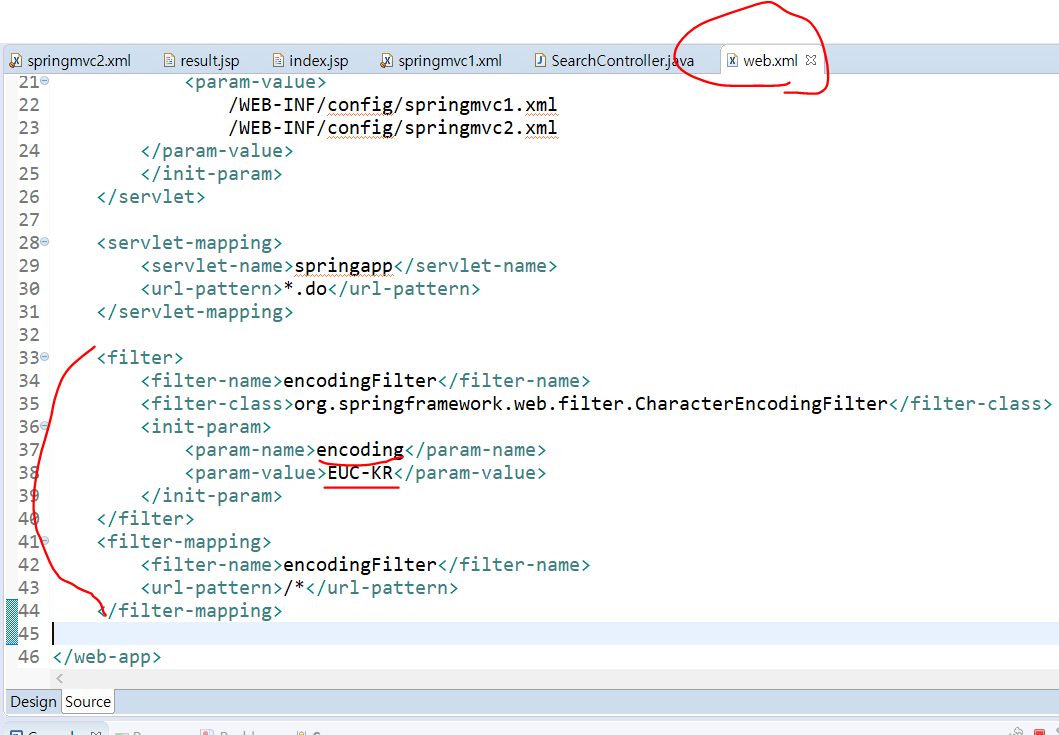 springmvc2.xml result.jsp index.jsp springmvc1.xml SearchController.java web.xml
21 <param-value>
22 /WEB-INF/config/springmvc1.xml
23 /WEB-INF/config/springmvc2.xml
24 </param-value>
25 </init-param>
26 </servlet>
27
28 <servlet-mapping>
29 <servlet-name>springapp</servlet-name>
30 <url-pattern>*.do</url-pattern>
31 </servlet-mapping>
32
33 <filter>
34 <filter-name>encodingFilter</filter-name>
35 <filter-class>org.springframework.web.filter.CharacterEncodingFilter</filter-class>
36 <init-param>
37 <param-name>encoding</param-name>
38 <param-value>EUC-KR</param-value>
39 </init-param>
40 </filter>
41 <filter-mapping>
42 <filter-name>encodingFilter</filter-name>
43 <url-pattern>/*</url-pattern>
44 </filter-mapping>
45
46 </web-app>
Design Source